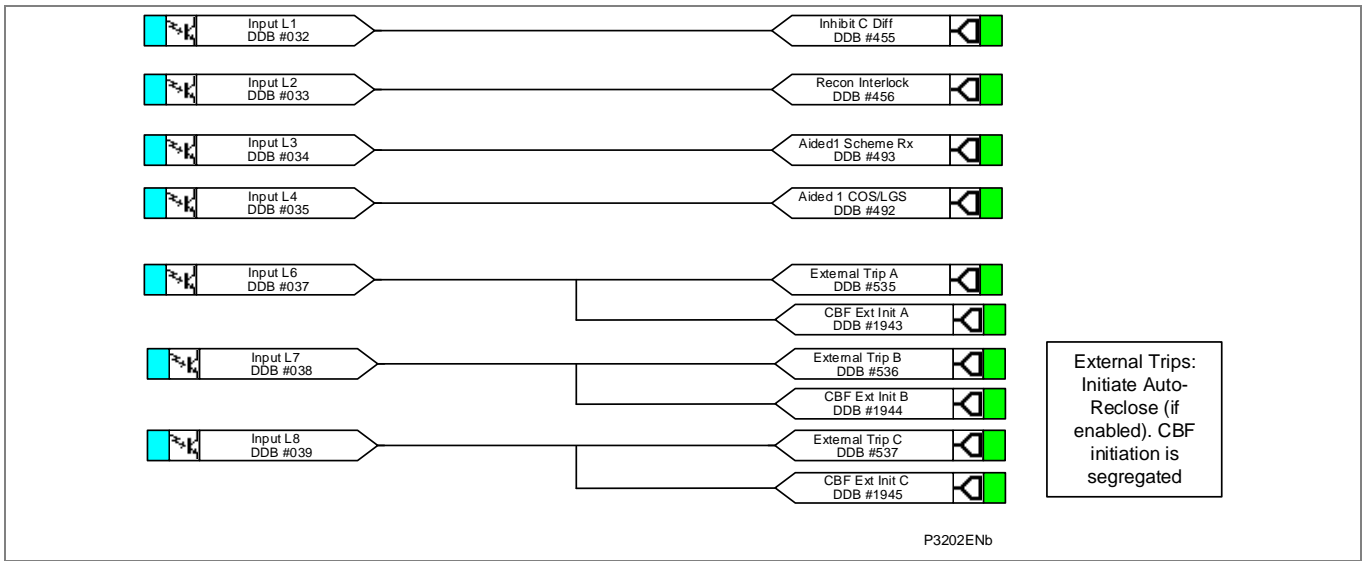 Input L1
DDB #032
Inhibit C Diff
DDB #455
Input L2
DDB #033
Recon Interlock
DDB #456
Input L3
DDB #034
Aided1 Scheme Rx
DDB #493
Input L4
DDB #035
Aided 1 COS/LGS
DDB #492
Input L6
DDB #037
External Trip A
DDB #535
CBF Ext Init A
DDB #1943
Input L7
DDB #038
External Trip B
DDB #536
CBF Ext Init B
DDB #1944
Input L8
DDB #039
External Trip C
DDB #537
CBF Ext Init C
DDB #1945
External Trips:
Initiate Auto-
Reclose (if
enabled). CBF
initiation is
segregated
P3202ENb